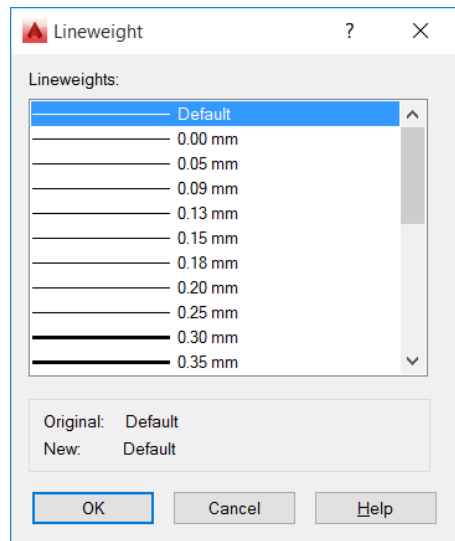 Lineweight ? ×
Lineweights:
Default
0.00 mm
0.05 mm
0.09 mm
0.13 mm
0.15 mm
0.18 mm
0.20 mm
0.25 mm
0.30 mm
0.35 mm
Original: Default
New: Default
OK Cancel Help